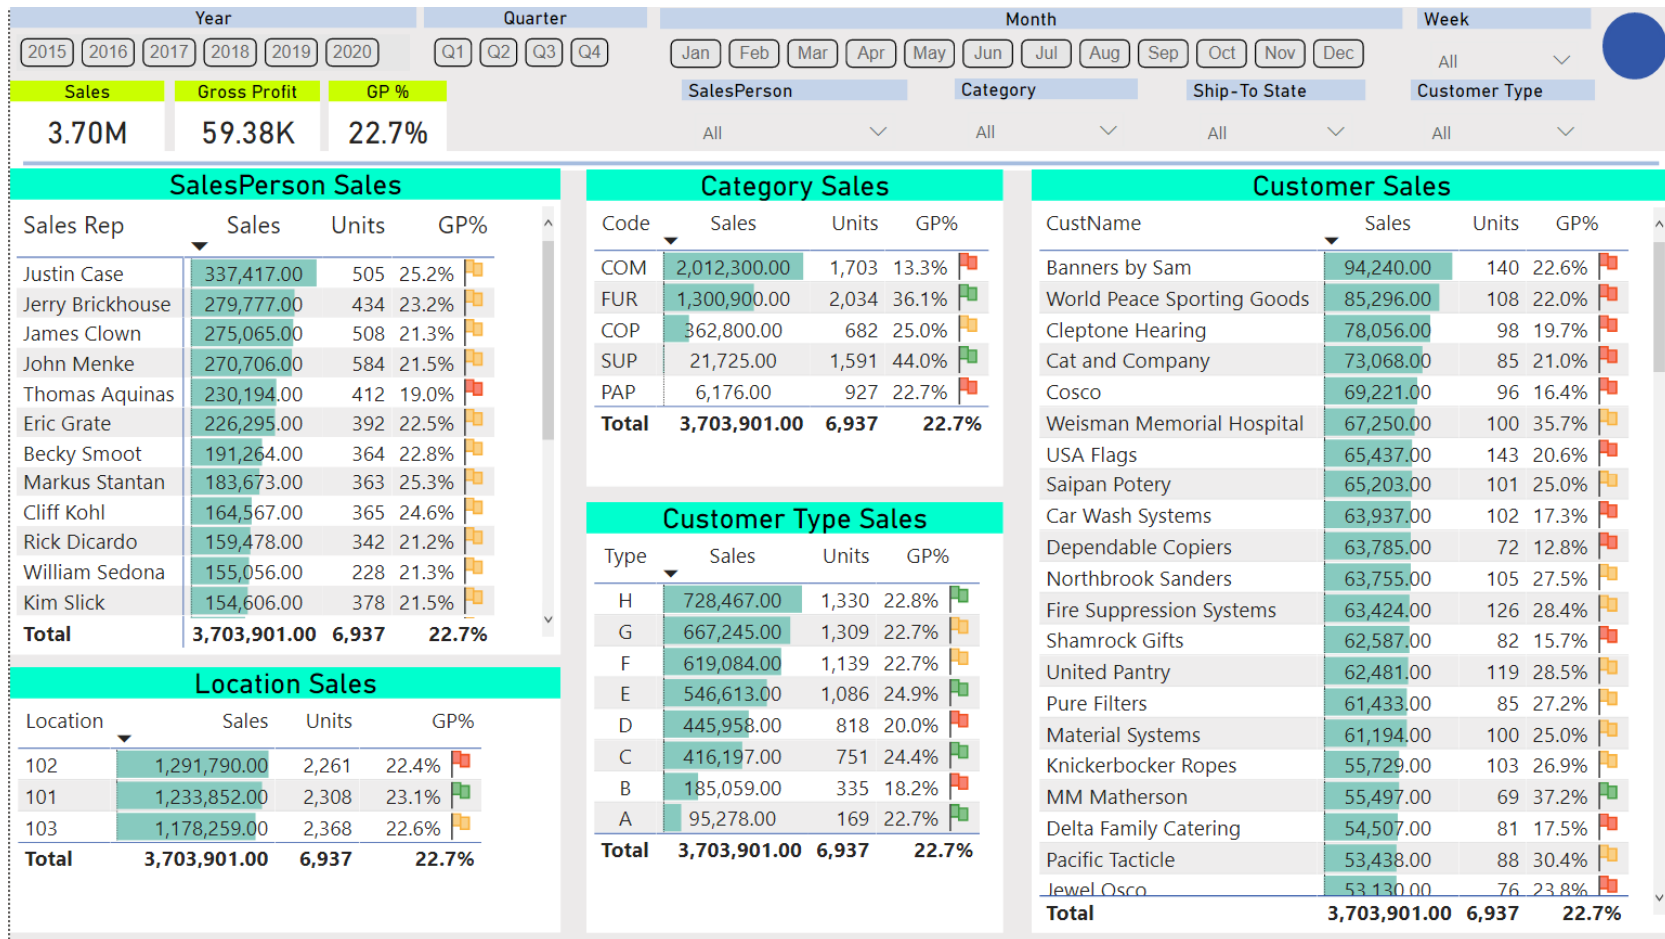 Year Quarter Month Week
2015 2016 2017 2018 2019 2020 Q1 Q2 Q3 Q4 Jan Feb Mar Apr May Jun Jul Aug Sep Oct Nov Dec All
Sales Gross Profit GP % SalesPerson Category Ship-To State Customer Type
3.70M 59.38K 22.7% All All All All
SalesPerson Sales
Sales Rep Sales Units GP%
Justin Case 337,417.00 505 25.2%
Jerry Brickhouse 279,777.00 434 23.2%
James Clown 275,065.00 508 21.3%
John Menke 270,706.00 584 21.5%
Thomas Aquinas 230,194.00 412 19.0%
Eric Grate 226,295.00 392 22.5%
Becky Smoot 191,264.00 364 22.8%
Markus Stantan 183,673.00 363 25.3%
Cliff Kohl 164,567.00 365 24.6%
Rick Dicardo 159,478.00 342 21.2%
William Sedona 155,056.00 228 21.3%
Kim Slick 154,606.00 378 21.5%
Total 3,703,901.00 6,937 22.7%
Location Sales
Location Sales Units GP%
102 1,291,790.00 2,261 22.4%
101 1,233,852.00 2,308 23.1%
103 1,178,259.00 2,368 22.6%
Total 3,703,901.00 6,937 22.7%
Category Sales
Code Sales Units GP%
COM 2,012,300.00 1,703 13.3%
FUR 1,300,900.00 2,034 36.1%
COP 362,800.00 682 25.0%
SUP 21,725.00 1,591 44.0%
PAP 6,176.00 927 22.7%
Total 3,703,901.00 6,937 22.7%
Customer Type Sales
Type Sales Units GP%
H 728,467.00 1,330 22.8%
G 667,245.00 1,309 22.7%
F 619,084.00 1,139 22.7%
E 546,613.00 1,086 24.9%
D 445,958.00 818 20.0%
C 416,197.00 751 24.4%
B 185,059.00 335 18.2%
A 95,278.00 169 22.7%
Total 3,703,901.00 6,937 22.7%
Customer Sales
CustName Sales Units GP%
Banners by Sam 94,240.00 140 22.6%
World Peace Sporting Goods 85,296.00 108 22.0%
Cleptone Hearing 78,056.00 98 19.7%
Cat and Company 73,068.00 85 21.0%
Cosco 69,221.00 96 16.4%
Weisman Memorial Hospital 67,250.00 100 35.7%
USA Flags 65,437.00 143 20.6%
Saipan Potery 65,203.00 101 25.0%
Car Wash Systems 63,937.00 102 17.3%
Dependable Copiers 63,785.00 72 12.8%
Northbrook Sanders 63,755.00 105 27.5%
Fire Suppression Systems 63,424.00 126 28.4%
Shamrock Gifts 62,587.00 82 15.7%
United Pantry 62,481.00 119 28.5%
Pure Filters 61,433.00 85 27.2%
Material Systems 61,194.00 100 25.0%
Knickerbocker Ropes 55,729.00 103 26.9%
MM Matherson 55,497.00 69 37.2%
Delta Family Catering 54,507.00 81 17.5%
Pacific Tacticle 53,438.00 88 30.4%
Jewel Osco 53,130.00 76 23.8%
Total 3,703,901.00 6,937 22.7%